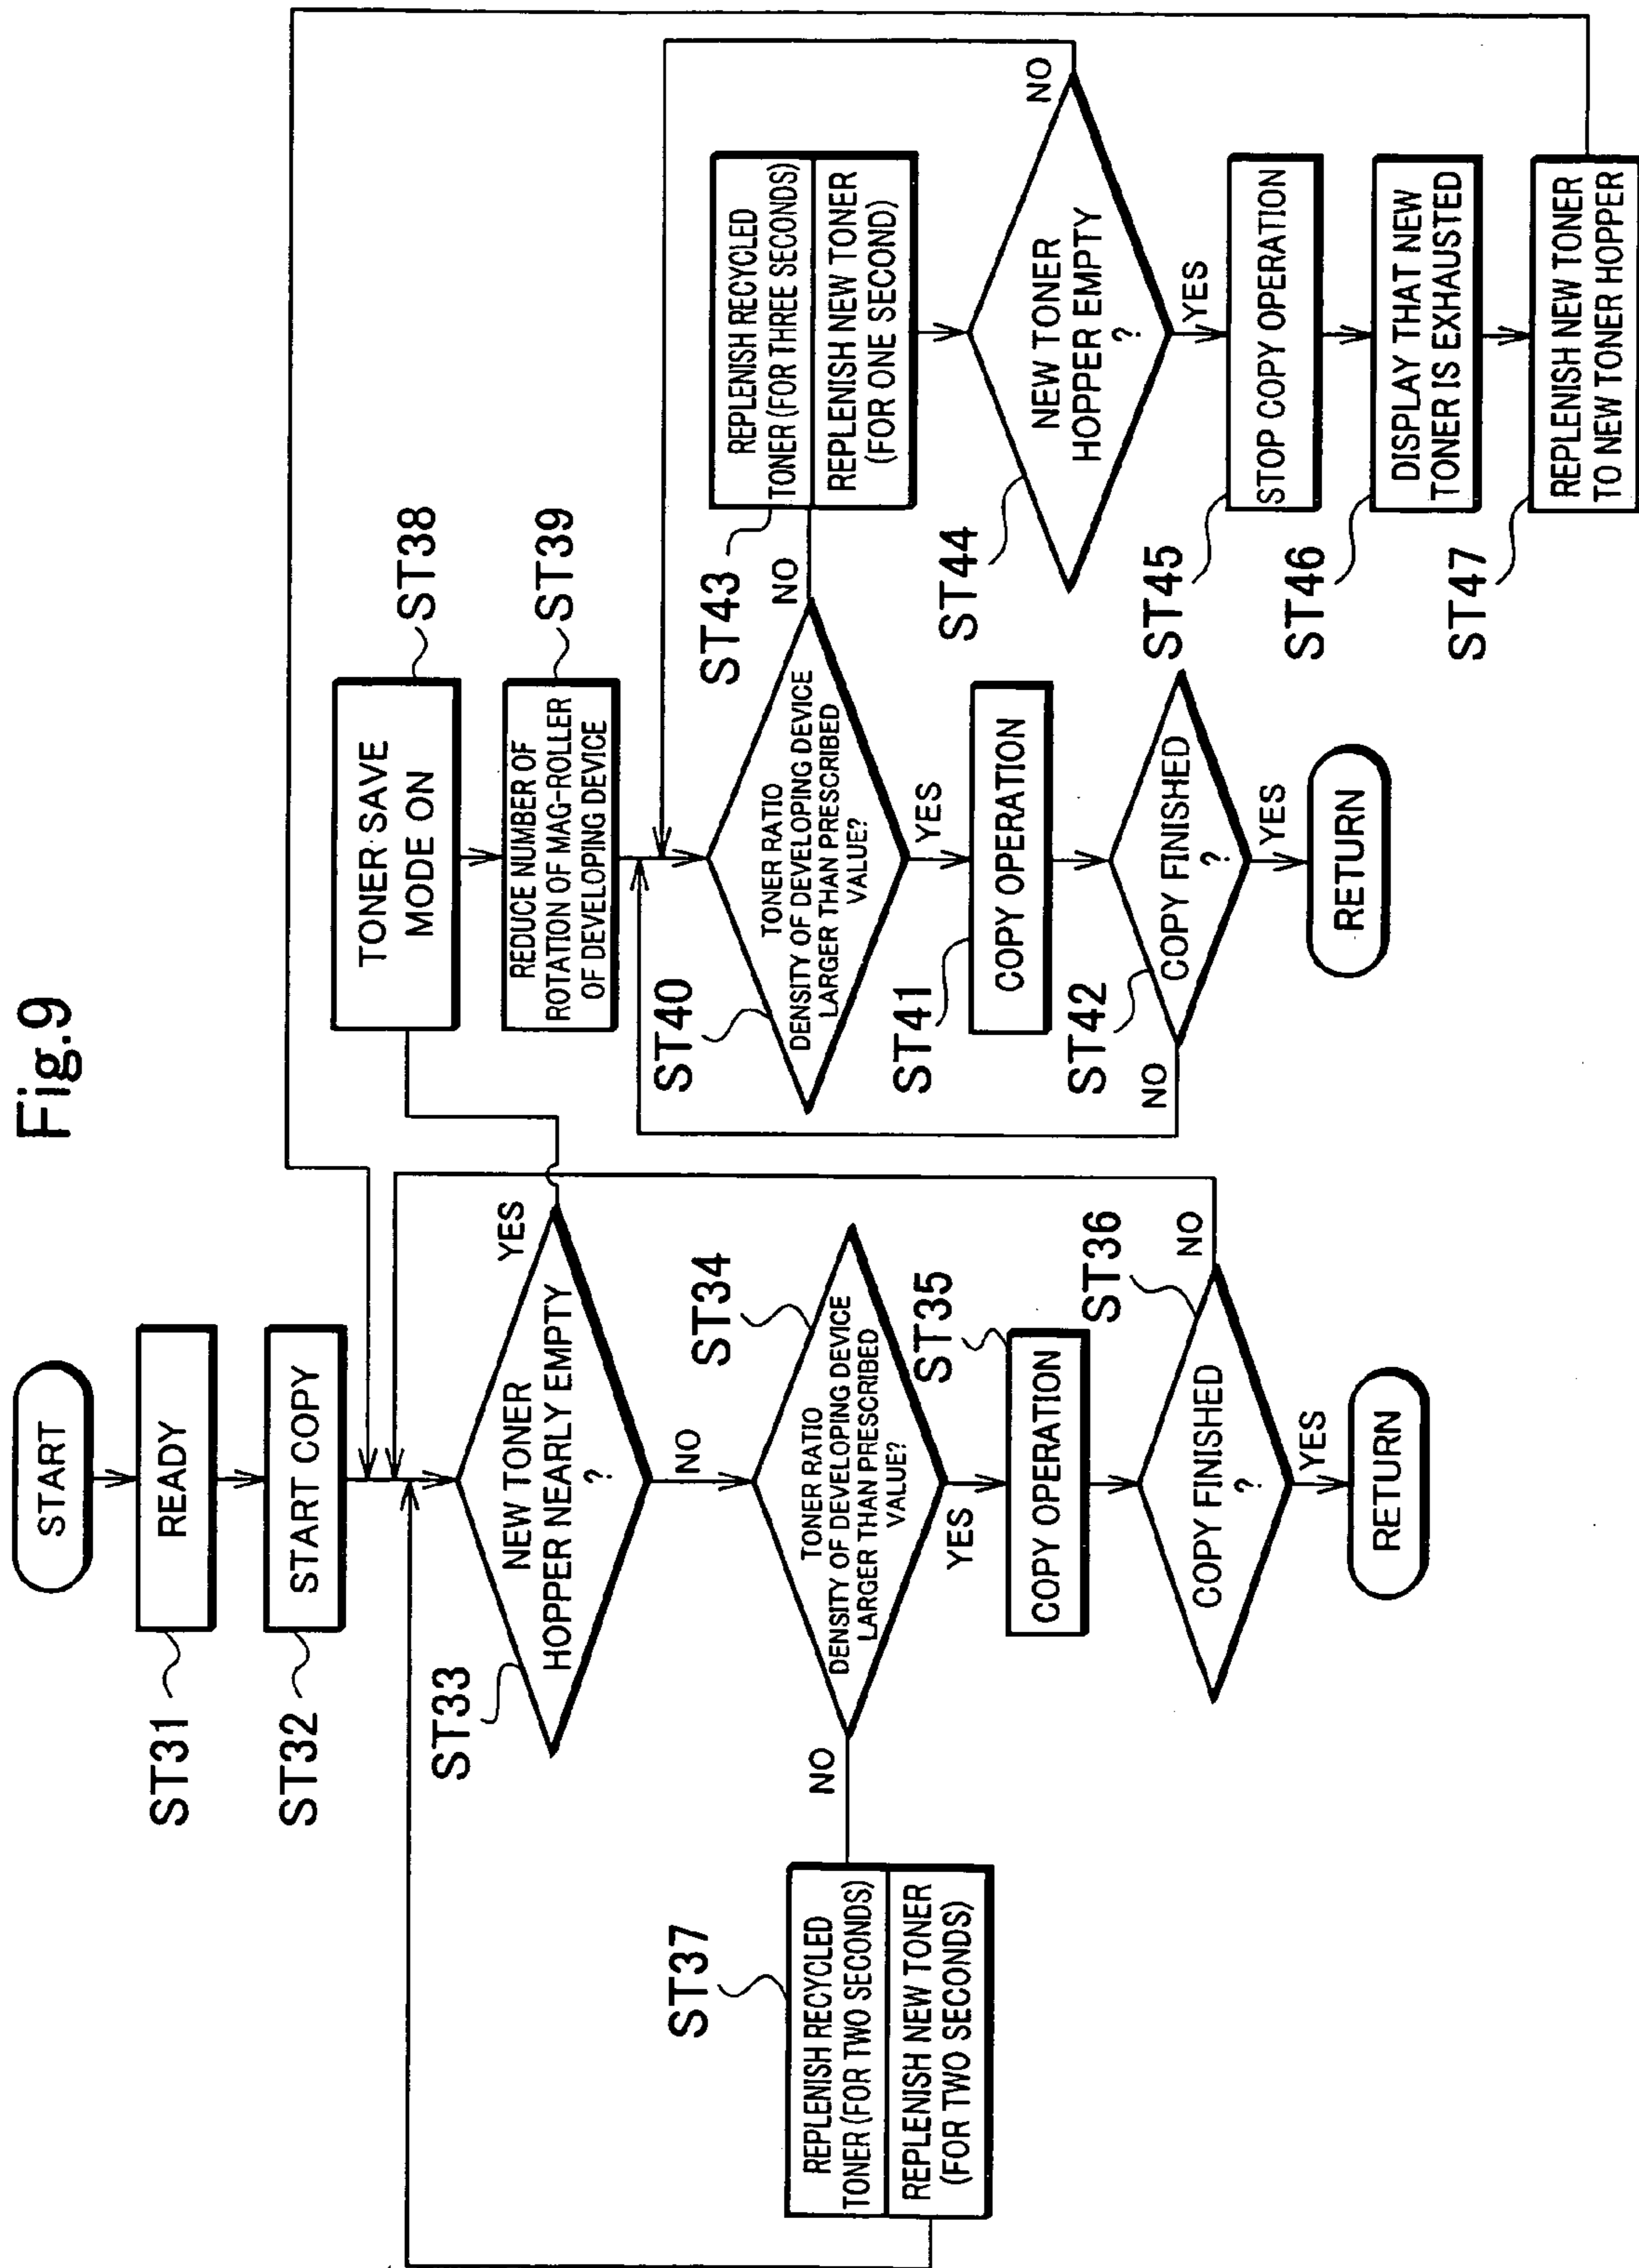 Fig.9
START
ST31
READY
ST32
START COPY
ST33
NEW TONER
HOPPER NEARLY EMPTY
?
YES
NO
ST34
TONER RATIO
DENSITY OF DEVELOPING DEVICE
LARGER THAN PRESCRIBED
VALUE?
NO
YES
ST35
COPY OPERATION
ST36
COPY FINISHED
?
NO
YES
RETURN
ST37
REPLENISH RECYCLED
TONER (FOR TWO SECONDS)
REPLENISH NEW TONER
(FOR TWO SECONDS)
TONER SAVE
MODE ON
ST38
REDUCE NUMBER OF
ROTATION OF MAG-ROLLER
OF DEVELOPING DEVICE
ST39
ST40
TONER RATIO
DENSITY OF DEVELOPING DEVICE
LARGER THAN PRESCRIBED
VALUE?
NO
YES
ST41
COPY OPERATION
ST42
COPY FINISHED
?
NO
YES
RETURN
ST43
REPLENISH RECYCLED
TONER (FOR THREE SECONDS)
REPLENISH NEW TONER
(FOR ONE SECOND)
ST44
NEW TONER
HOPPER EMPTY
?
NO
YES
ST45
STOP COPY OPERATION
ST46
DISPLAY THAT NEW
TONER IS EXHAUSTED
ST47
REPLENISH NEW TONER
TO NEW TONER HOPPER